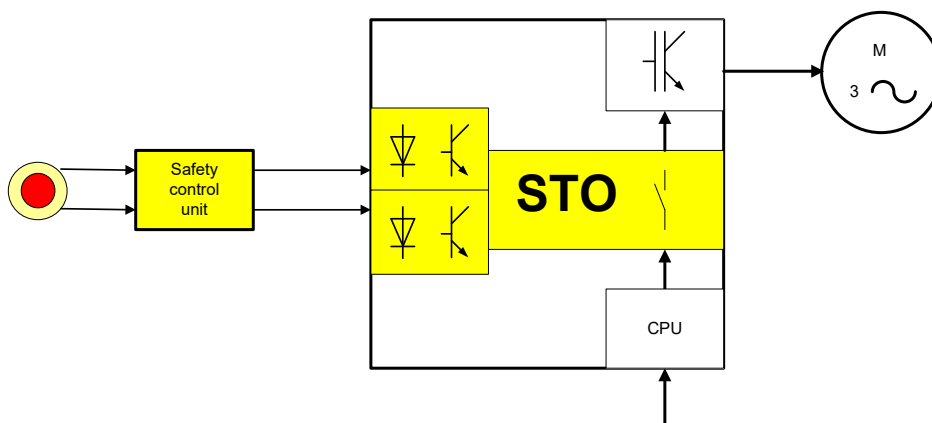 M
3
Safety
control
unit
STO
CPU